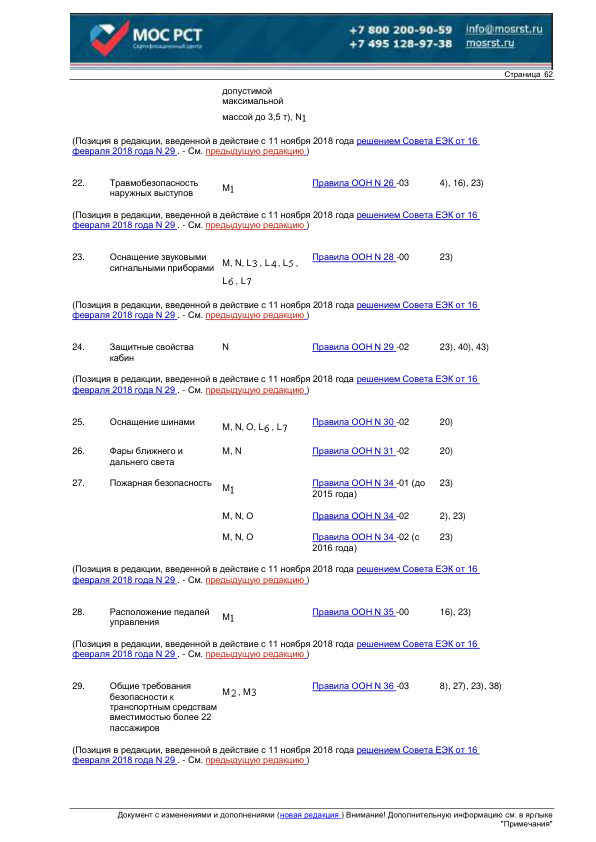 МОС РСТ
Сертификационный центр
+7 800 200-90-59 info@mosrst.ru
+7 495 128-97-38 mosrst.ru
Страница 62
допустимой
максимальной
массой до 3,5 т), N1
(Позиция в редакции, введенной в действие с 11 ноября 2018 года решением Совета ЕЭК от 16
февраля 2018 года N 29 . - См. предыдущую редакцию )
22. Травмобезопасность M1 Правила ООН N 26 -03 4), 16), 23)
наружных выступов
(Позиция в редакции, введенной в действие с 11 ноября 2018 года решением Совета ЕЭК от 16
февраля 2018 года N 29 . - См. предыдущую редакцию )
23. Оснащение звуковыми M, N, L3 , L4 , L5 , Правила ООН N 28 -00 23)
сигнальными приборами
L6 , L7
(Позиция в редакции, введенной в действие с 11 ноября 2018 года решением Совета ЕЭК от 16
февраля 2018 года N 29 . - См. предыдущую редакцию )
24. Защитные свойства N Правила ООН N 29 -02 23), 40), 43)
кабин
(Позиция в редакции, введенной в действие с 11 ноября 2018 года решением Совета ЕЭК от 16
февраля 2018 года N 29 . - См. предыдущую редакцию )
25. Оснащение шинами M, N, O, L6 , L7 Правила ООН N 30 -02 20)
26. Фары ближнего и M, N Правила ООН N 31 -02 20)
дальнего света
27. Пожарная безопасность M1 Правила ООН N 34 -01 (до 23)
2015 года)
M, N, O Правила ООН N 34 -02 2), 23)
M, N, O Правила ООН N 34 -02 (с 23)
2016 года)
(Позиция в редакции, введенной в действие с 11 ноября 2018 года решением Совета ЕЭК от 16
февраля 2018 года N 29 . - См. предыдущую редакцию )
28. Расположение педалей M1 Правила ООН N 35 -00 16), 23)
управления
(Позиция в редакции, введенной в действие с 11 ноября 2018 года решением Совета ЕЭК от 16
февраля 2018 года N 29 . - См. предыдущую редакцию )
29. Общие требования M2 , M3 Правила ООН N 36 -03 8), 27), 23), 38)
безопасности к
транспортным средствам
вместимостью более 22
пассажиров
(Позиция в редакции, введенной в действие с 11 ноября 2018 года решением Совета ЕЭК от 16
февраля 2018 года N 29 . - См. предыдущую редакцию )
Документ с изменениями и дополнениями (новая редакция ) Внимание! Дополнительную информацию см. в ярлыке
"Примечания"